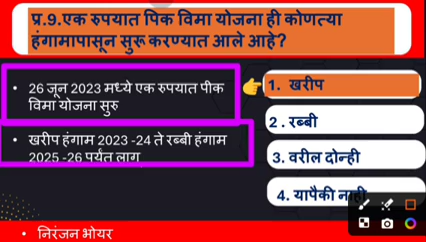 प्र.9.एक रुपयात पिक विमा योजना ही कोणत्या
हंगामापासून सुरू करण्यात आले आहे?
• 26 जून 2023 मध्ये एक रुपयात पीक
विमा योजना सुरु
• खरीप हंगाम 2023 -24 ते रब्बी हंगाम
2025 -26 पर्यंत लागू
1. खरीप
2 . रब्बी
3. वरील दोन्ही
4. यापैकी नाही
• निरंजन भोयर